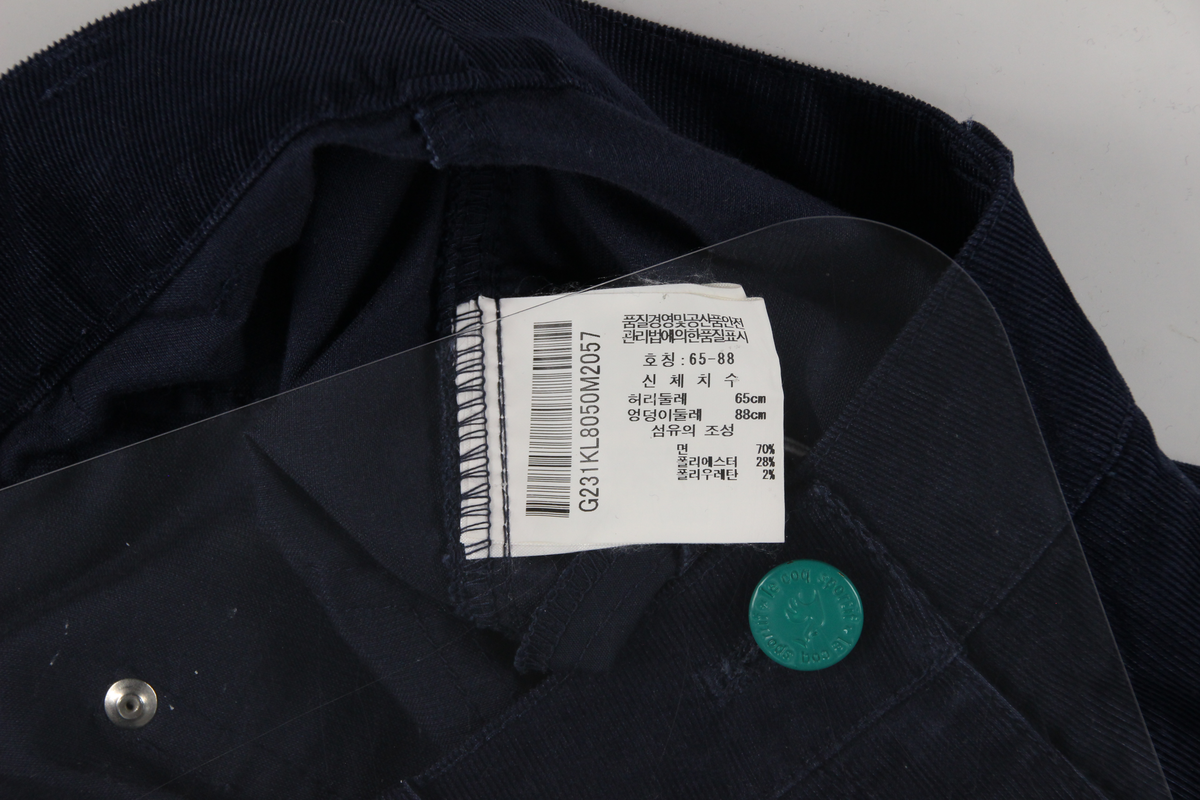 품질경영및공산품안전
관리법에의한품질표시
호칭:65-88
신 체 치 수
허리둘레 65cm
엉덩이둘레 88cm
섬유의 조성
면 70%
폴리에스터 28%
폴리우레탄 2%
G231KL8050M2057
le coq sportif